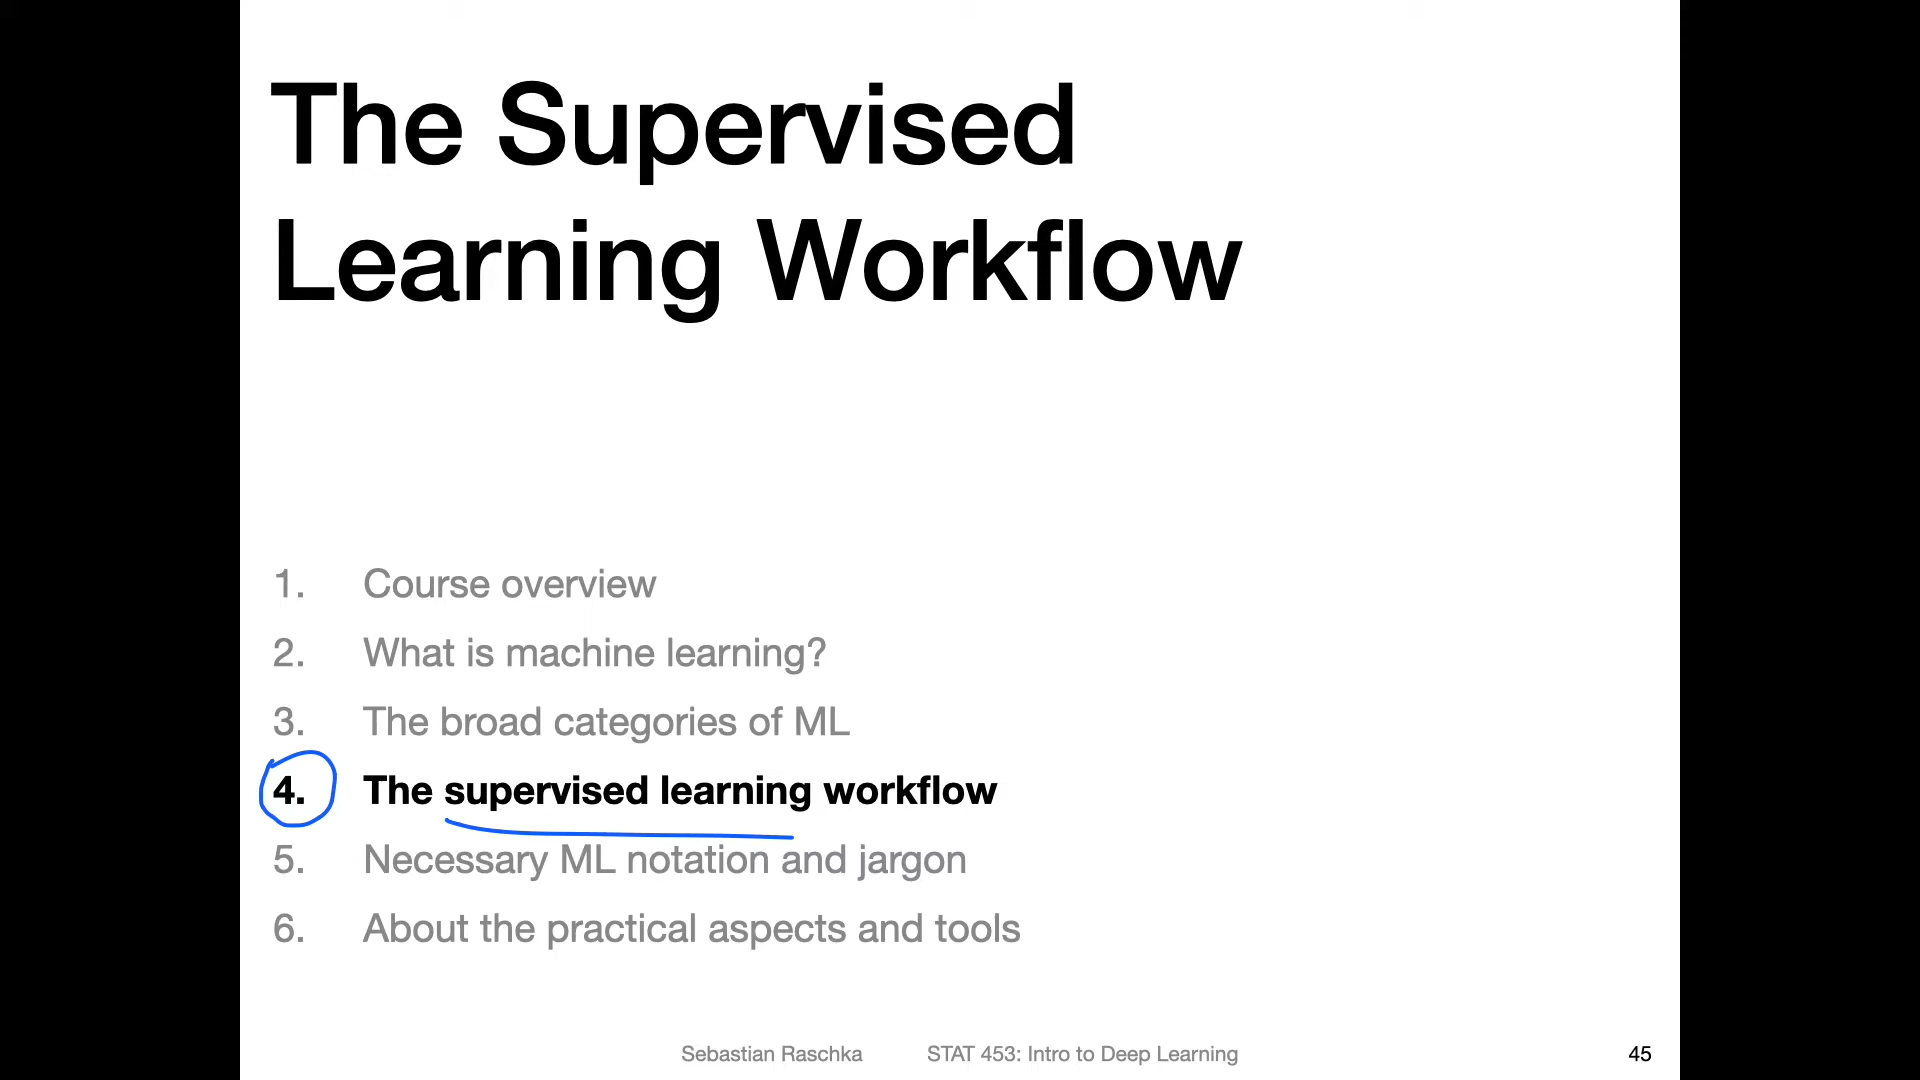 The Supervised
Learning Workflow
1. Course overview
2. What is machine learning?
3. The broad categories of ML
4. The supervised learning workflow
5. Necessary ML notation and jargon
6. About the practical aspects and tools
Sebastian Raschka STAT 453: Intro to Deep Learning 45